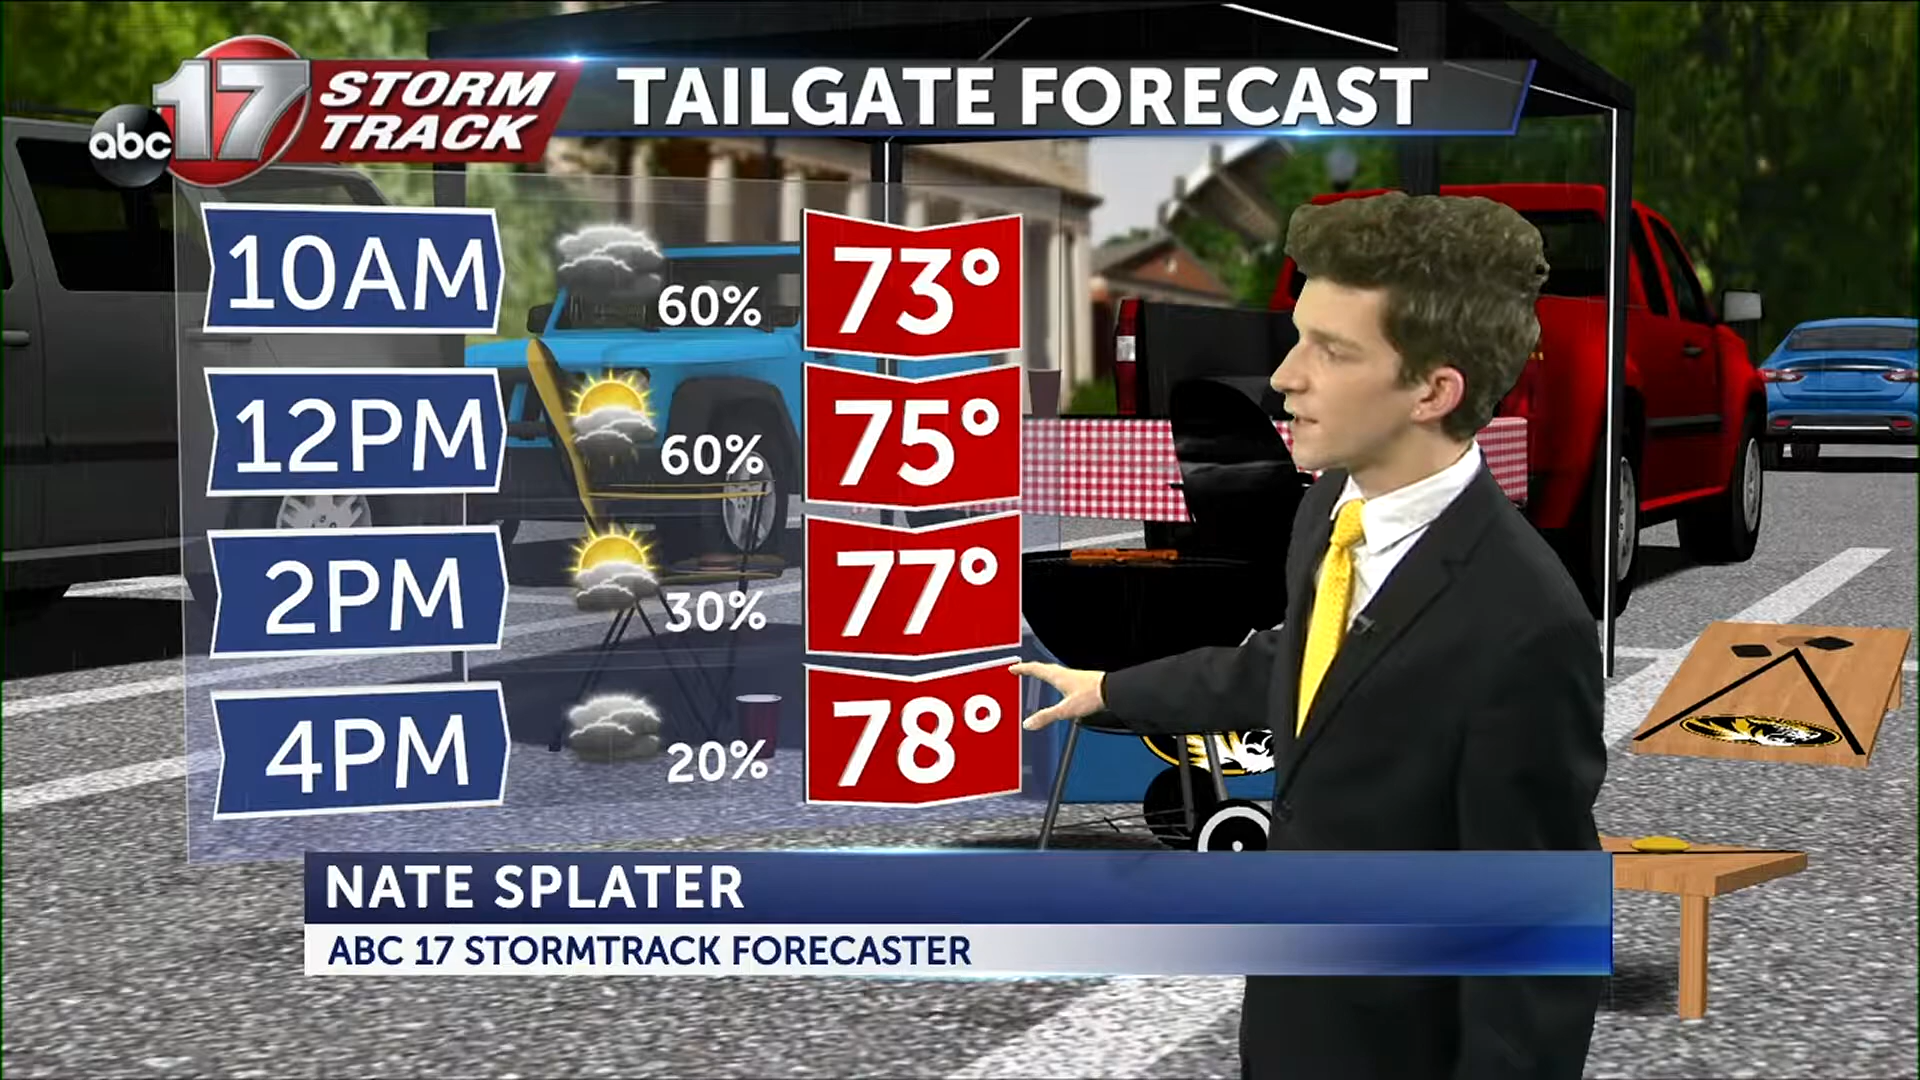 abc 17 STORM TRACK
TAILGATE FORECAST
10AM 60% 73°
12PM 60% 75°
2PM 30% 77°
4PM 20% 78°
NATE SPLATER
ABC 17 STORMTRACK FORECASTER